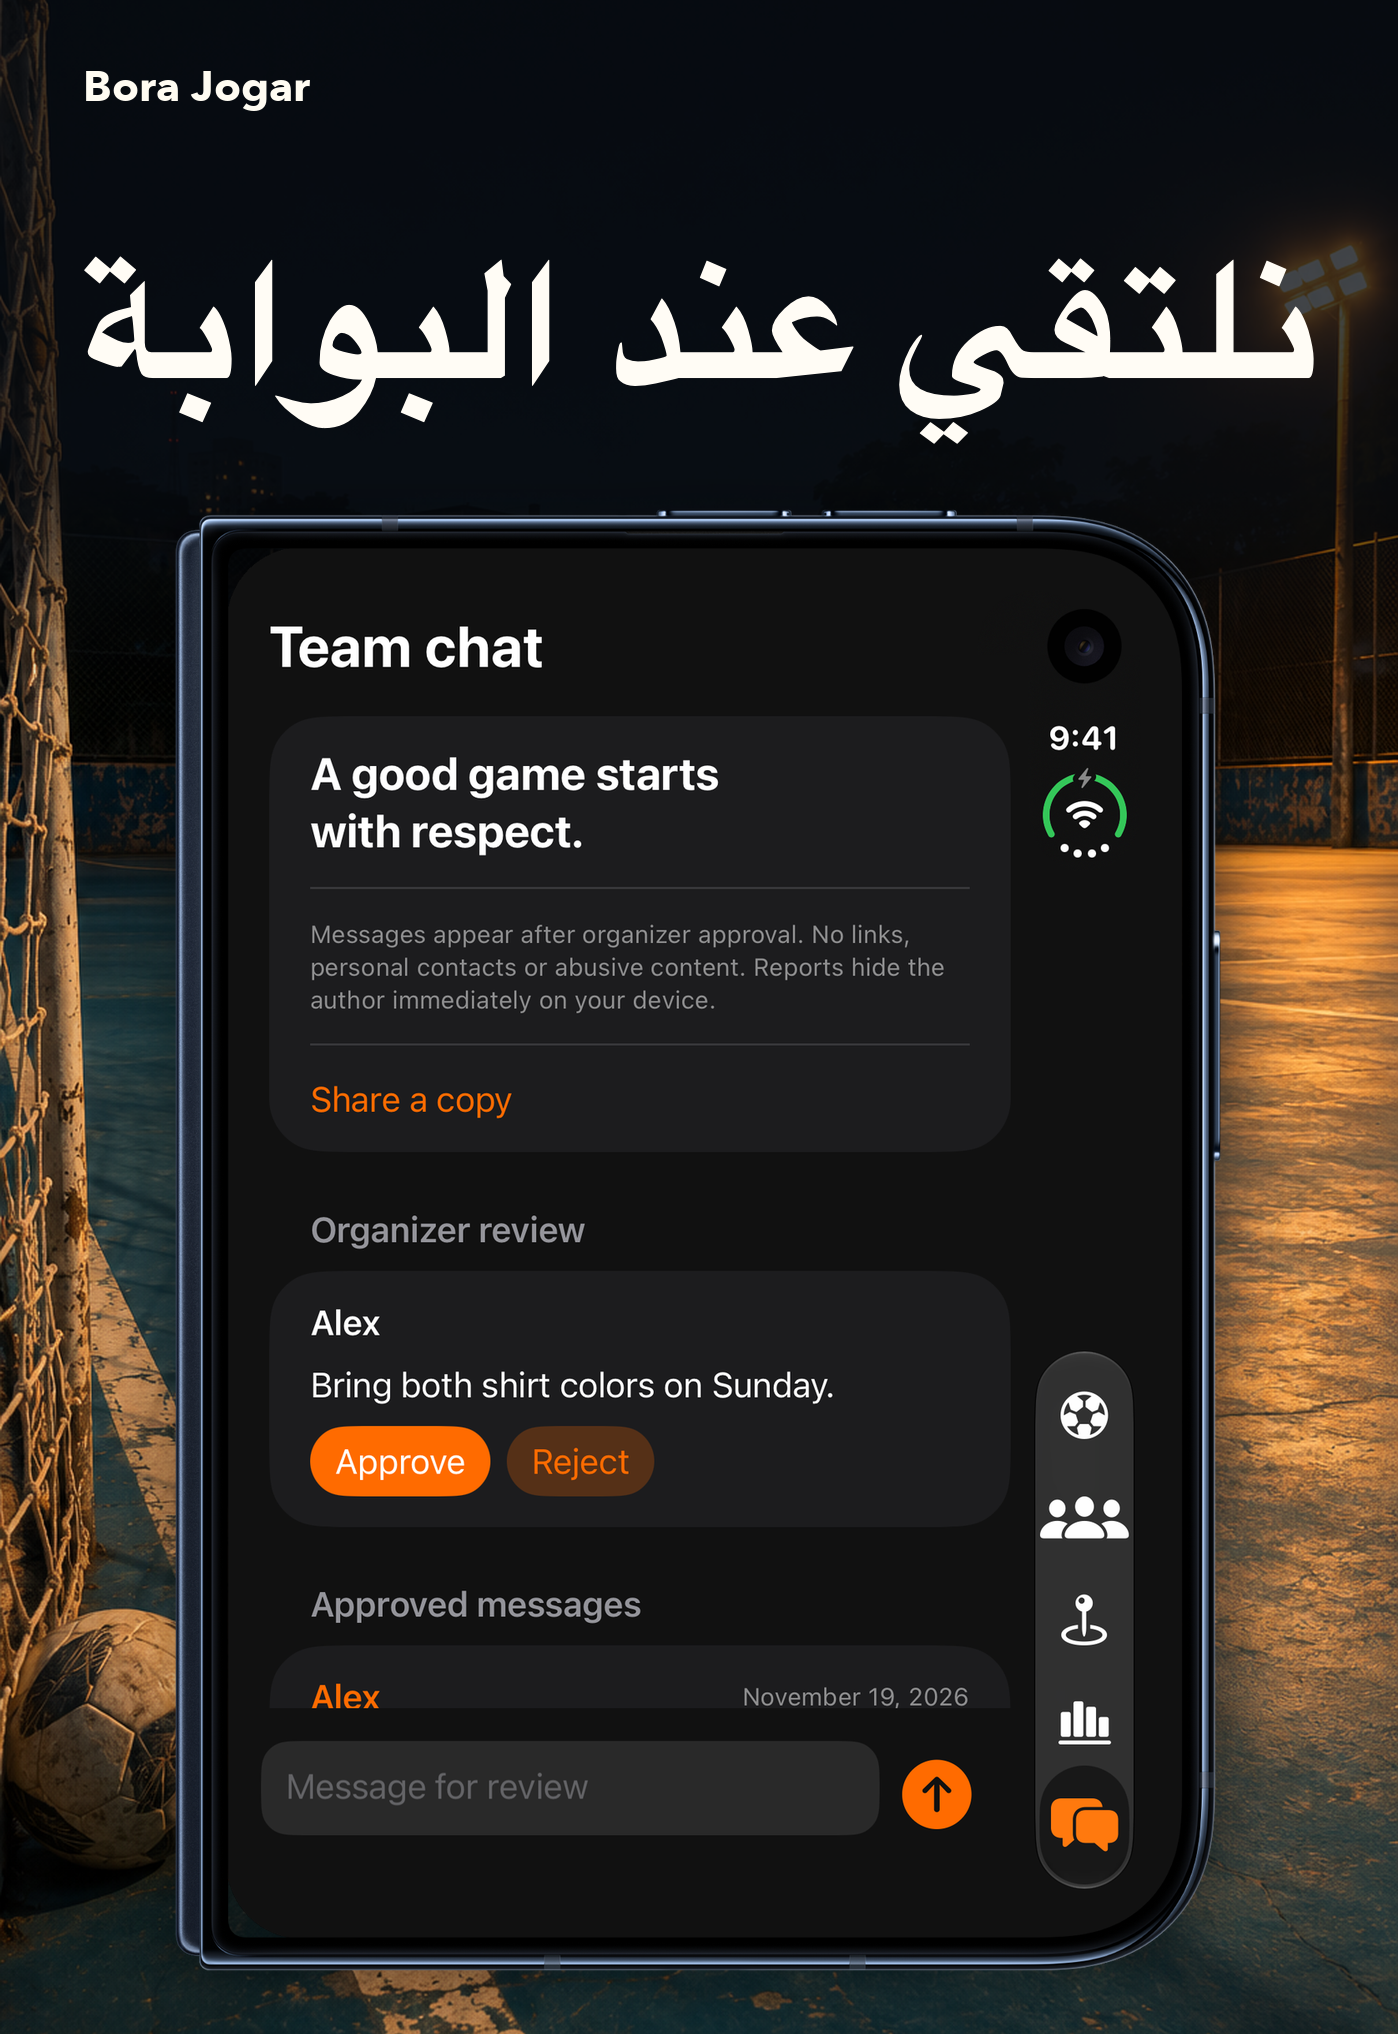 Bora Jogar
نلتقي عند البوابة
Team chat
9:41
A good game starts
with respect.
Messages appear after organizer approval. No links,
personal contacts or abusive content. Reports hide the
author immediately on your device.
Share a copy
Organizer review
Alex
Bring both shirt colors on Sunday.
Approve
Reject
Approved messages
Alex
November 19, 2026
Message for review